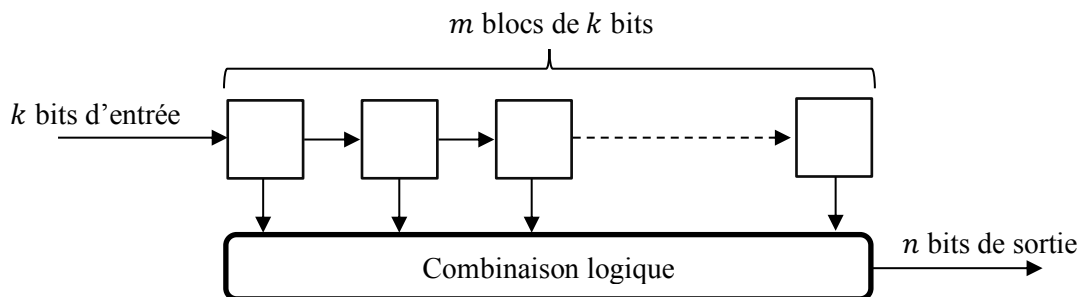 m blocs de k bits
k bits d'entrée
Combinaison logique
n bits de sortie